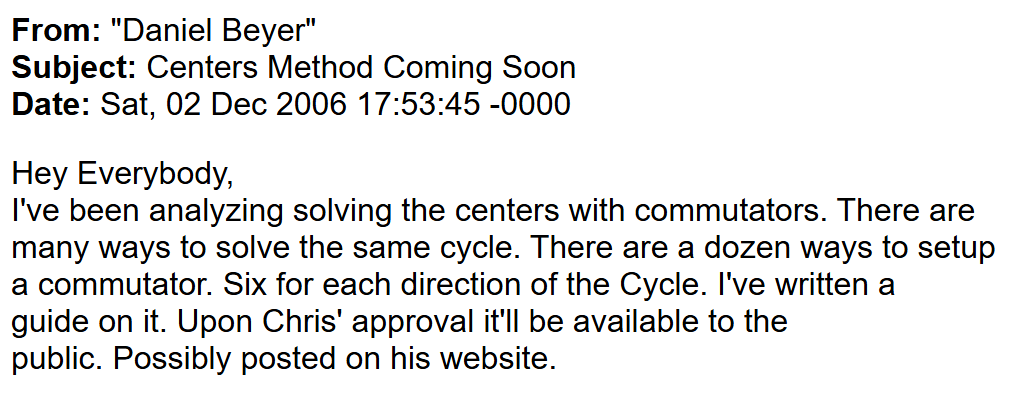 From: "Daniel Beyer"
Subject: Centers Method Coming Soon
Date: Sat, 02 Dec 2006 17:53:45 -0000
Hey Everybody,
I've been analyzing solving the centers with commutators. There are
many ways to solve the same cycle. There are a dozen ways to setup
a commutator. Six for each direction of the Cycle. I've written a
guide on it. Upon Chris' approval it'll be available to the
public. Possibly posted on his website.